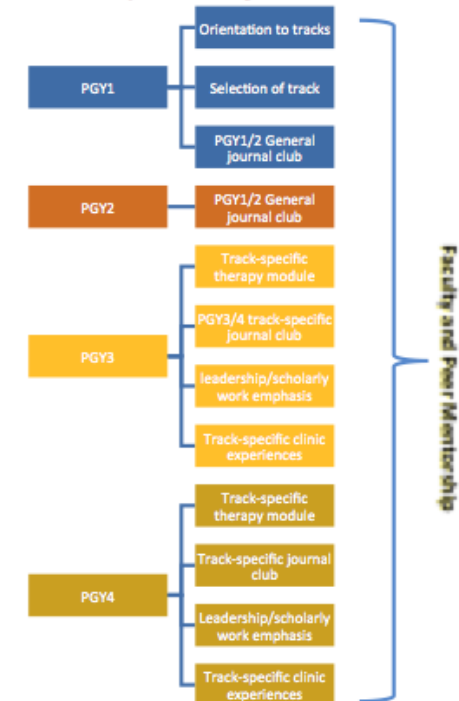 PGY1
Orientation to tracks
Selection of track
PGY1/2 General
journal club
PGY2
PGY1/2 General
journal club
PGY3
Track-specific
therapy module
PGY3/4 track-specific
journal club
leadership/scholarly
work emphasis
Track-specific clinic
experiences
PGY4
Track-specific
therapy module
Track-specific journal
club
Leadership/scholarly
work emphasis
Track-specific clinic
experiences
Faculty and Peer Mentorship